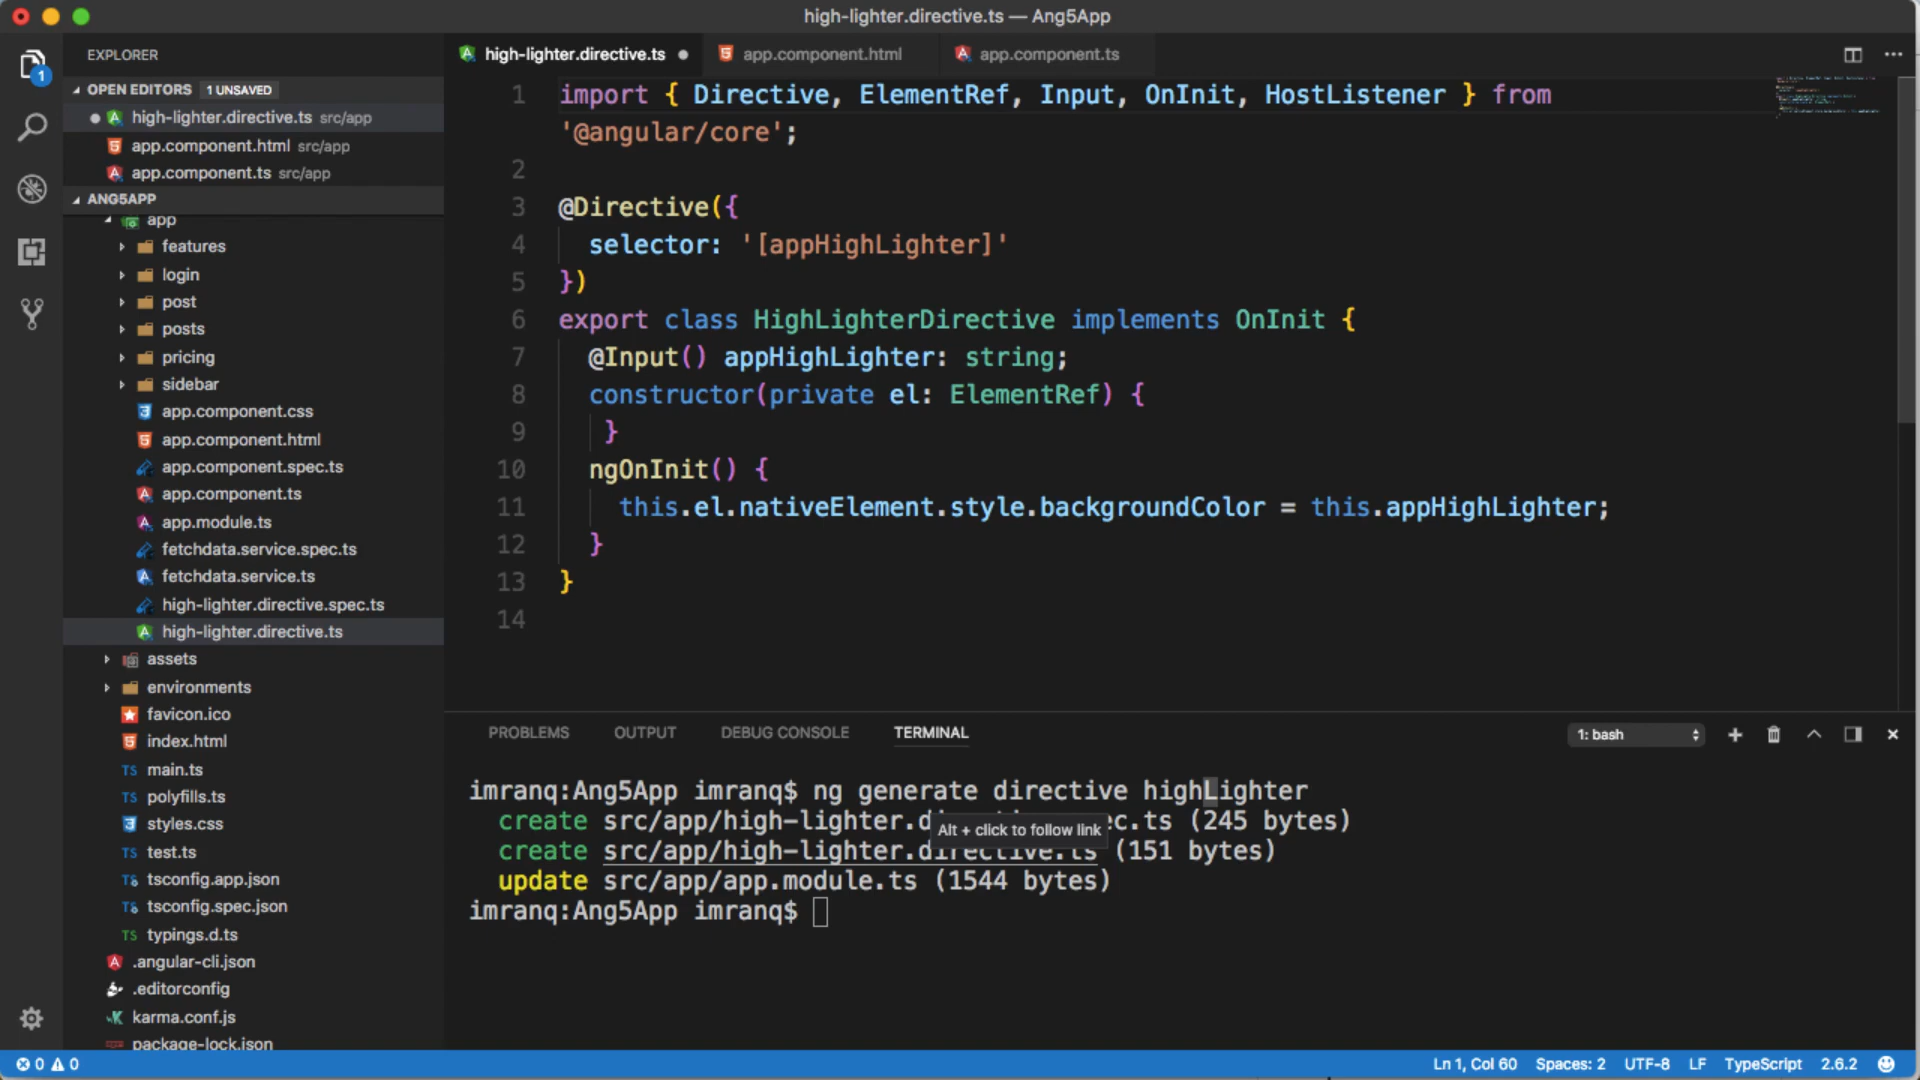 high-lighter.directive.ts — Ang5App
EXPLORER
OPEN EDITORS 1 UNSAVED
high-lighter.directive.ts src/app
app.component.html src/app
app.component.ts src/app
ANG5APP
app
features
login
post
posts
pricing
sidebar
app.component.css
app.component.html
app.component.spec.ts
app.component.ts
app.module.ts
fetchdata.service.spec.ts
fetchdata.service.ts
high-lighter.directive.spec.ts
high-lighter.directive.ts
assets
environments
favicon.ico
index.html
main.ts
polyfills.ts
styles.css
test.ts
tsconfig.app.json
tsconfig.spec.json
typings.d.ts
.angular-cli.json
.editorconfig
karma.conf.js
package-lock.json
high-lighter.directive.ts app.component.html app.component.ts
1 import { Directive, ElementRef, Input, OnInit, HostListener } from
'@angular/core';
2
3 @Directive({
4 selector: '[appHighLighter]'
5 })
6 export class HighLighterDirective implements OnInit {
7 @Input() appHighLighter: string;
8 constructor(private el: ElementRef) {
9 }
10 ngOnInit() {
11 this.el.nativeElement.style.backgroundColor = this.appHighLighter;
12 }
13 }
14
PROBLEMS OUTPUT DEBUG CONSOLE TERMINAL 1: bash
imranq:Ang5App imranq$ ng generate directive highLighter
create src/app/high-lighter.d ec.ts (245 bytes)
Alt + click to follow link
create src/app/high-lighter.directive.ts (151 bytes)
update src/app/app.module.ts (1544 bytes)
imranq:Ang5App imranq$
0 0 Ln 1, Col 60 Spaces: 2 UTF-8 LF TypeScript 2.6.2
1